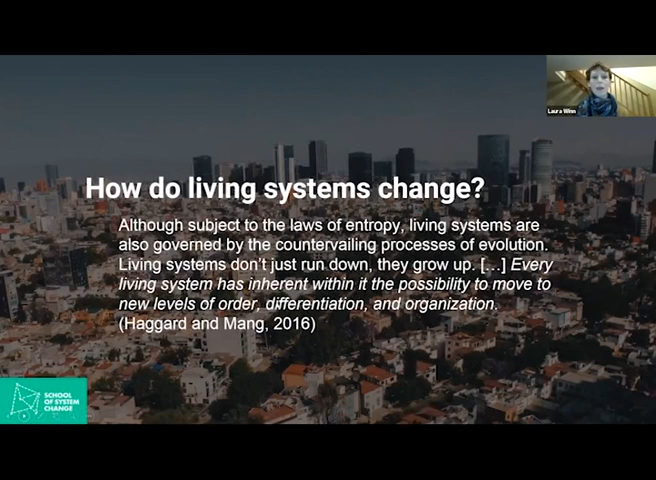 Laura Winn
How do living systems change?
Although subject to the laws of entropy, living systems are
also governed by the countervailing processes of evolution.
Living systems don't just run down, they grow up. […] Every
living system has inherent within it the possibility to move to
new levels of order, differentiation, and organization.
(Haggard and Mang, 2016)
SCHOOL
OF SYSTEM
CHANGE